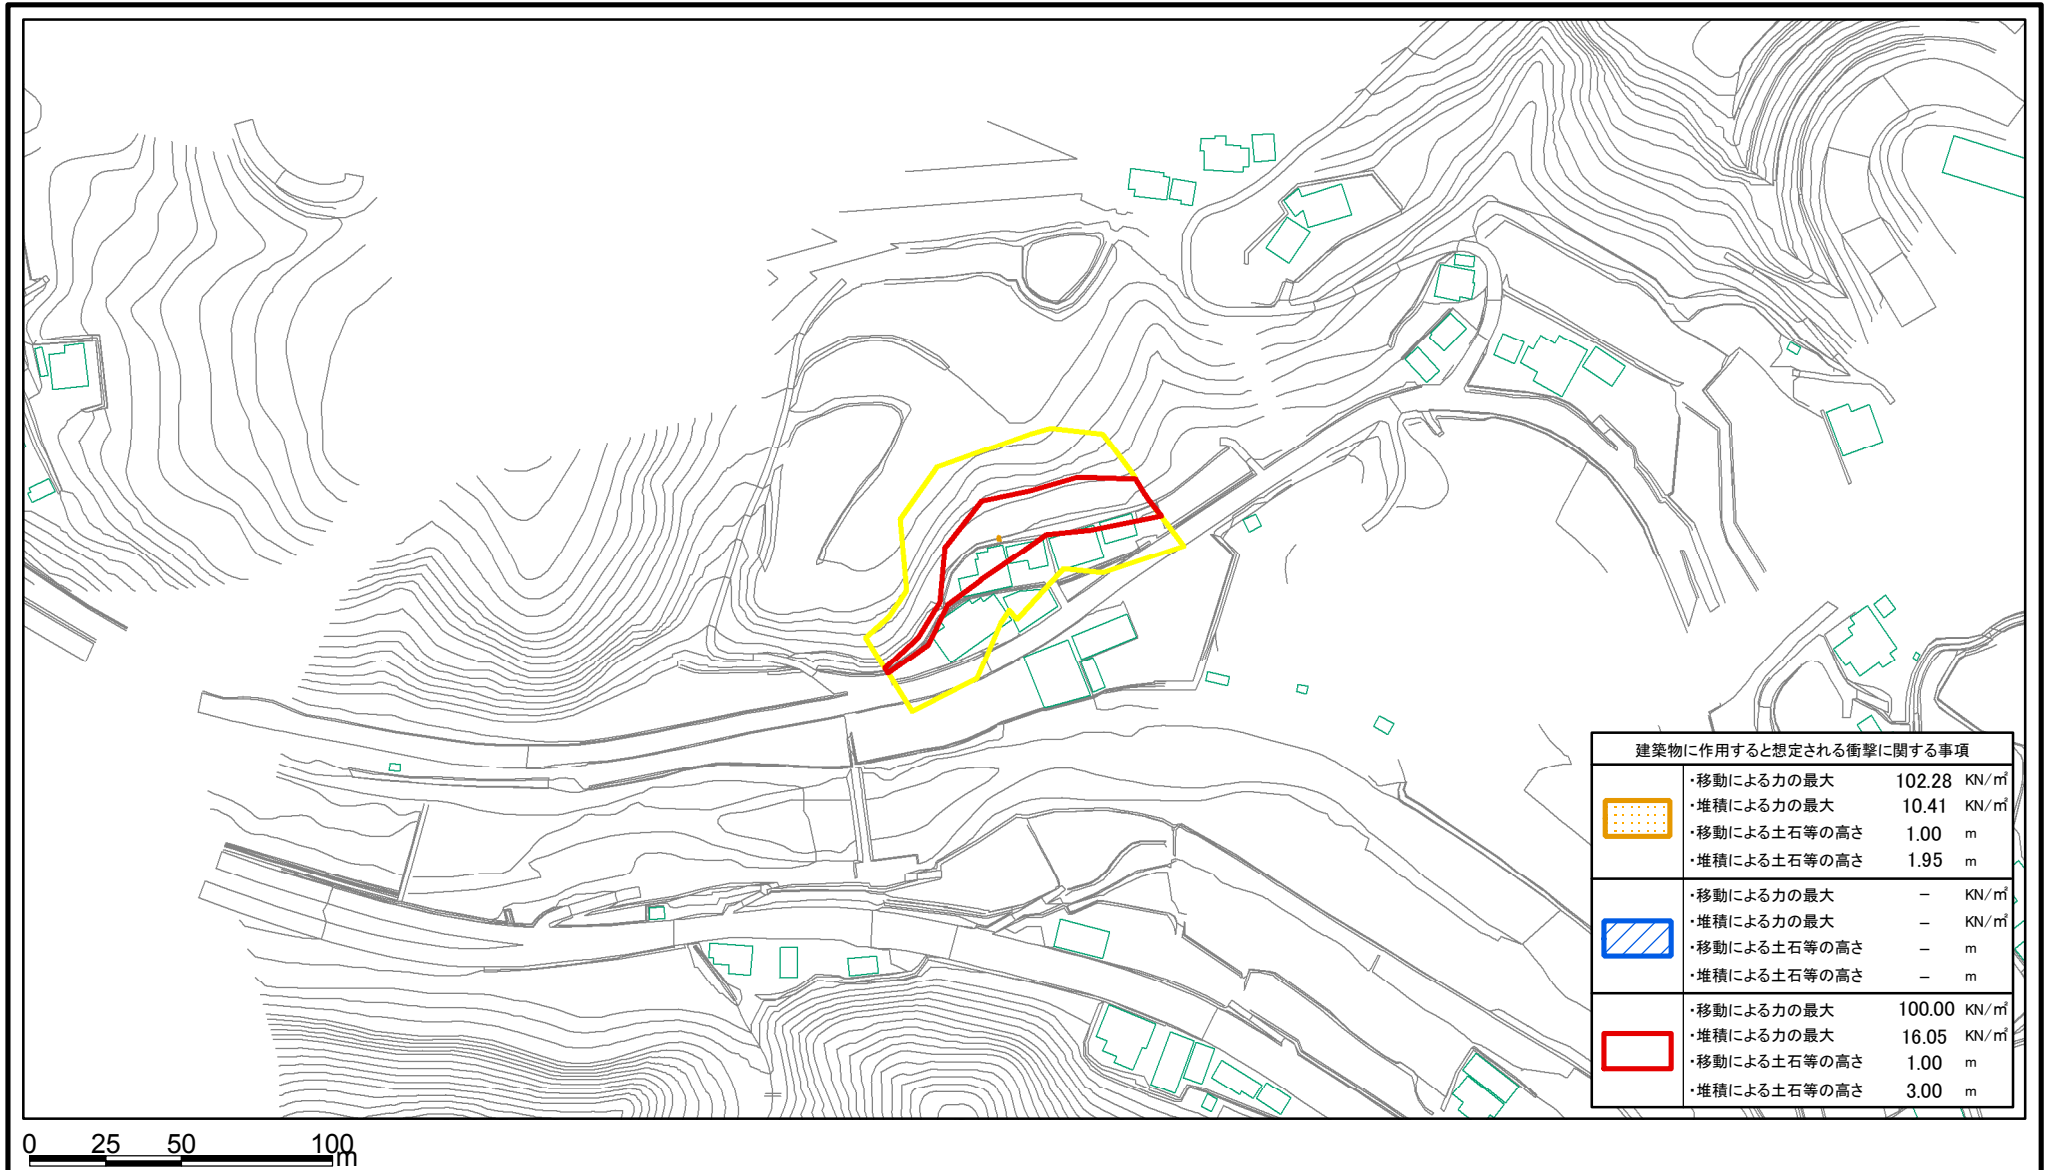 建築物に作用すると想定される衝撃に関する事項
・移動による力の最大 102.28 KN/㎡
・堆積による力の最大 10.41 KN/㎡
・移動による土石等の高さ 1.00 m
・堆積による土石等の高さ 1.95 m
・移動による力の最大 － KN/㎡
・堆積による力の最大 － KN/㎡
・移動による土石等の高さ － m
・堆積による土石等の高さ － m
・移動による力の最大 100.00 KN/㎡
・堆積による力の最大 16.05 KN/㎡
・移動による土石等の高さ 1.00 m
・堆積による土石等の高さ 3.00 m
0 25 50 100
m